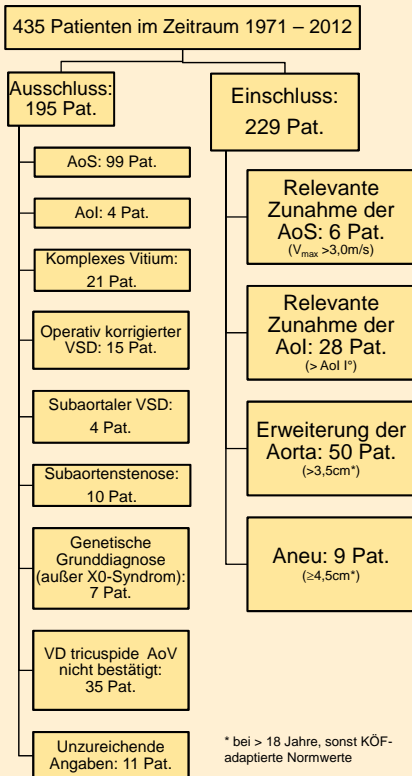 435 Patienten im Zeitraum 1971 – 2012
Ausschluss:
195 Pat.
AoS: 99 Pat.
AoI: 4 Pat.
Komplexes Vitium:
21 Pat.
Operativ korrigierter
VSD: 15 Pat.
Subaortaler VSD:
4 Pat.
Subaortenstenose:
10 Pat.
Genetische
Grunddiagnose
(außer X0-Syndrom):
7 Pat.
VD tricuspide AoV
nicht bestätigt:
35 Pat.
Unzureichende
Angaben: 11 Pat.
Einschluss:
229 Pat.
Relevante
Zunahme der
AoS: 6 Pat.
(Vmax >3,0m/s)
Relevante
Zunahme der
AoI: 28 Pat.
(> AoI I°)
Erweiterung der
Aorta: 50 Pat.
(>3,5cm*)
Aneu: 9 Pat.
(≥4,5cm*)
* bei > 18 Jahre, sonst KÖF-
adaptierte Normwerte